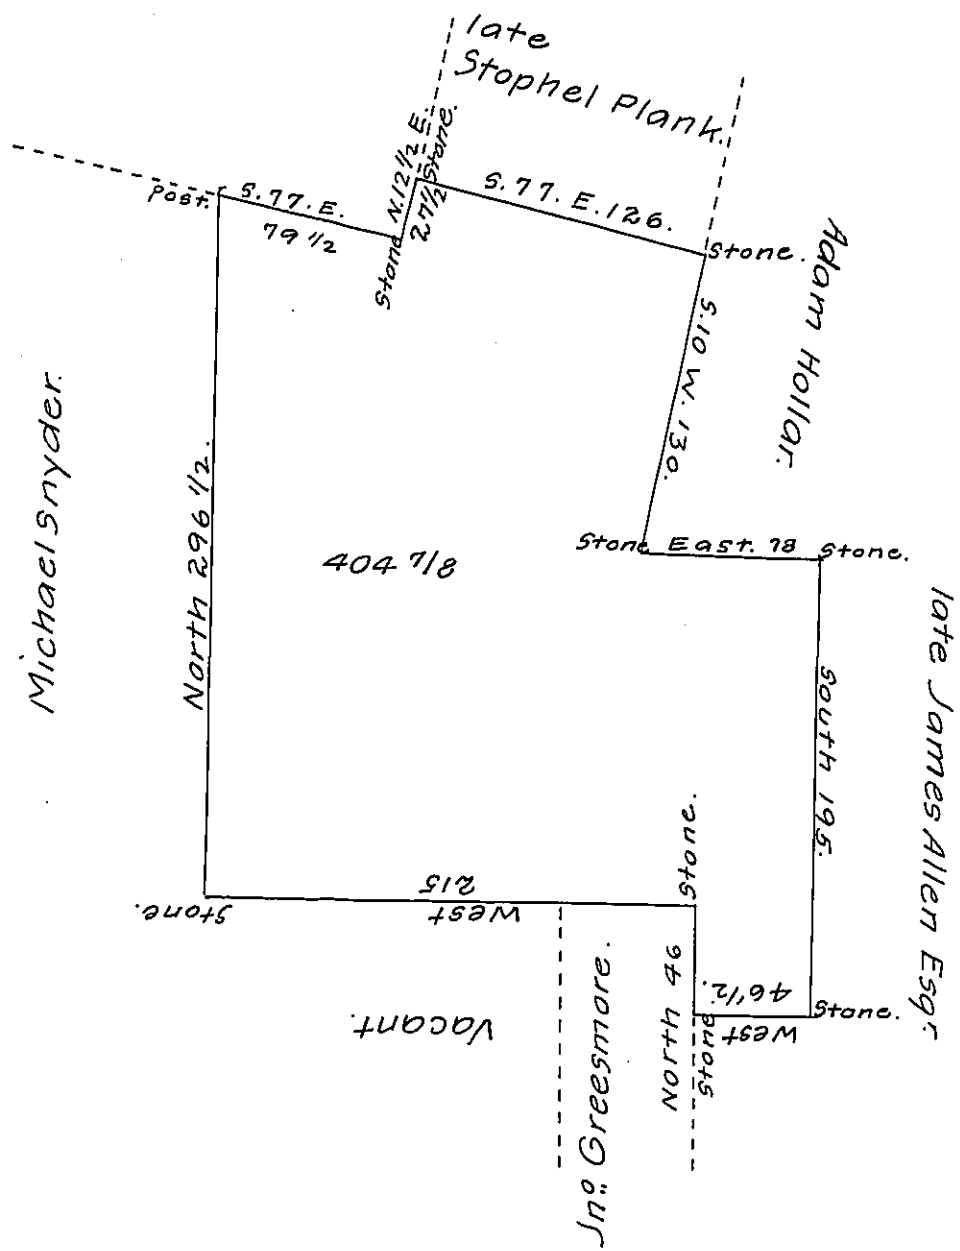 late
Stophel Plank.
N. 12 1/2 E.
27 1/2
Stone.
Post.
S. 77. E.
79 1/2
Stone
S. 77. E. 126.
Stone.
Adam Hollar.
S. 10 W. 130.
Michael Snyder.
North 296 1/2.
404 7/8
Stone
East. 78
Stone.
late James Allen Esqr.
South 195.
Stone.
215
West
Stone.
Vacant.
Jno. Greesmore.
North 46
Stone
46 1/2.
West
Stone.